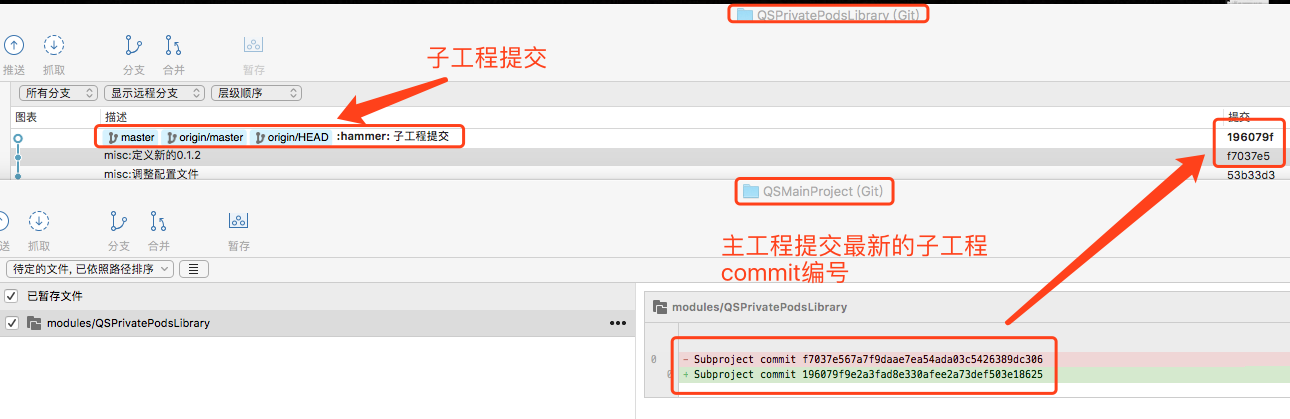 QSPrivatePodsLibrary (Git)
推送 抓取 分支 合并 暂存
子工程提交
所有分支 显示远程分支 层级顺序
图表 描述 提交
master origin/master origin/HEAD :hammer: 子工程提交 196079f
misc:定义新的0.1.2 f7037e5
misc:调整配置文件 53b33d3
QSMainProject (Git)
送 抓取 分支 合并 暂存
主工程提交最新的子工程
commit编号
待定的文件, 已依照路径排序
已暂存文件
modules/QSPrivatePodsLibrary •••
modules/QSPrivatePodsLibrary
0 - Subproject commit f7037e567a7f9daae7ea54ada03c5426389dc306
0 + Subproject commit 196079f9e2a3fad8e330afee2a73def503e18625